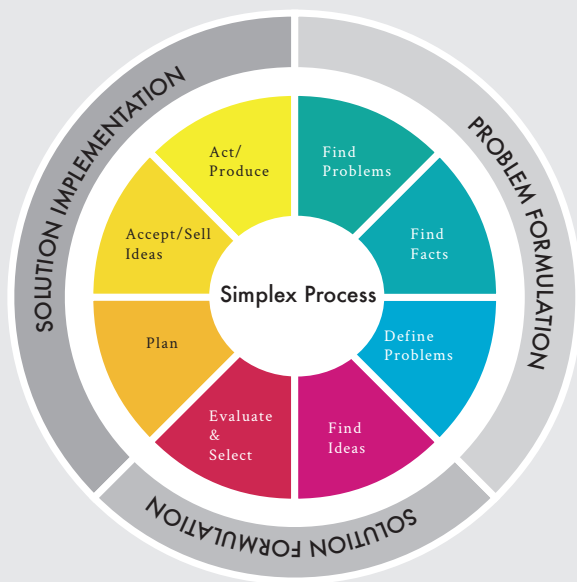 Simplex Process
PROBLEM FORMULATION
Find
Problems
Find
Facts
Define
Problems
SOLUTION FORMULATION
Find
Ideas
Evaluate
&
Select
SOLUTION IMPLEMENTATION
Plan
Accept/Sell
Ideas
Act/
Produce